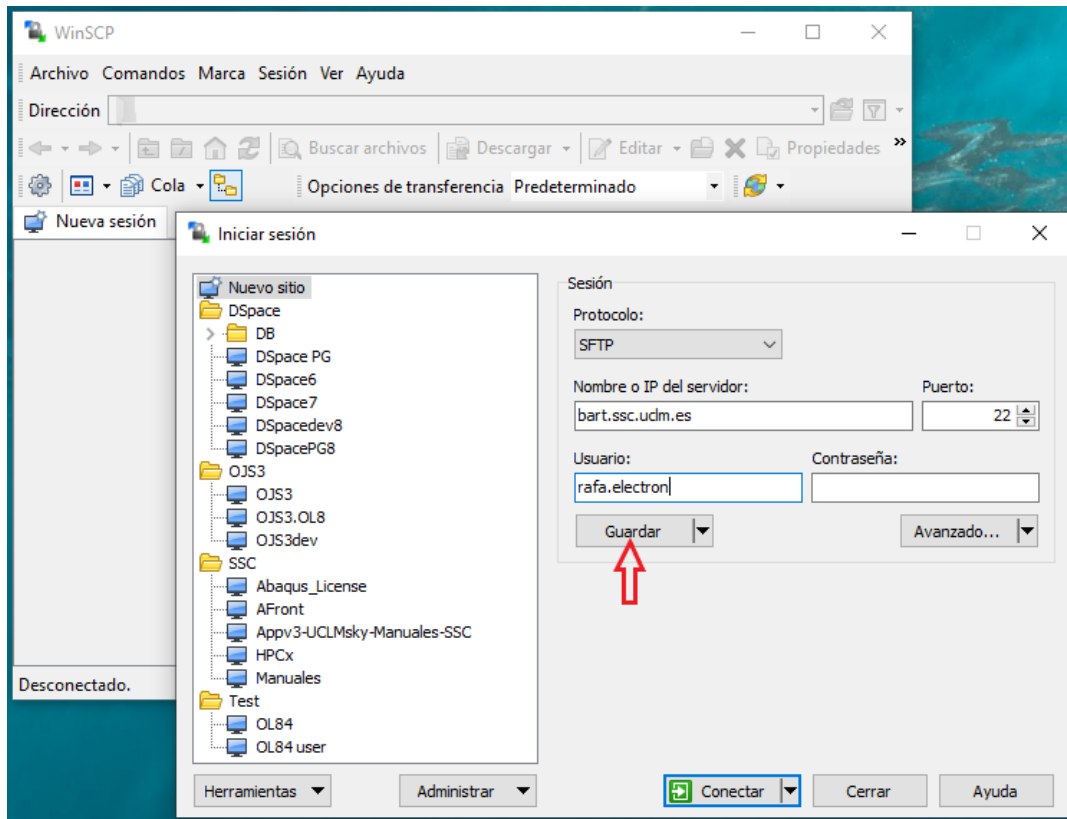 WinSCP
Archivo Comandos Marca Sesión Ver Ayuda
Dirección
Buscar archivos Descargar Editar Propiedades »
Cola Opciones de transferencia Predeterminado
Nueva sesión
Iniciar sesión
Nuevo sitio
DSpace
DB
DSpace PG
DSpace6
DSpace7
DSpacedev8
DSpacePG8
OJS3
OJS3
OJS3.OL8
OJS3dev
SSC
Abaqus_License
AFront
Appv3-UCLMsky-Manuales-SSC
HPCx
Manuales
Test
OL84
OL84 user
Sesión
Protocolo:
SFTP
Nombre o IP del servidor: Puerto:
bart.ssc.uclm.es 22
Usuario: Contraseña:
rafa.electron
Guardar Avanzado...
Desconectado.
Herramientas Administrar Conectar Cerrar Ayuda